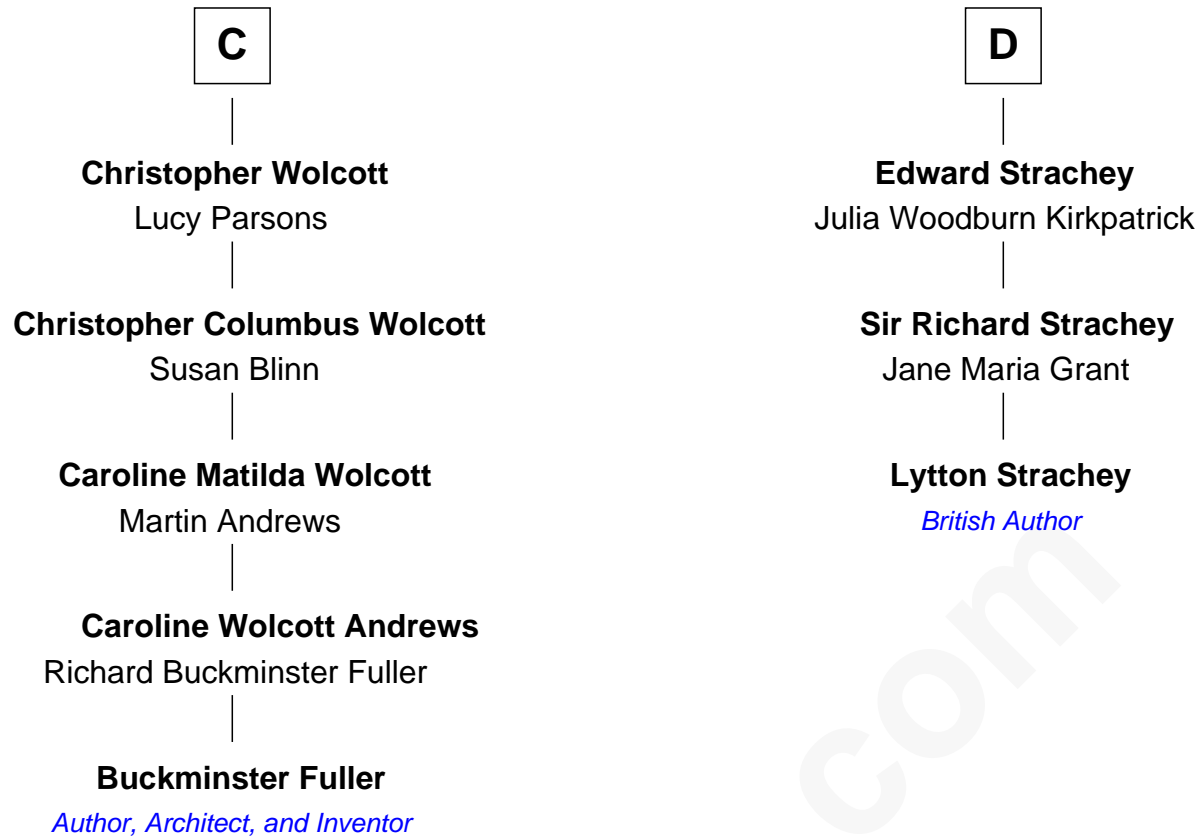 C
Christopher Wolcott
Lucy Parsons
Christopher Columbus Wolcott
Susan Blinn
Caroline Matilda Wolcott
Martin Andrews
Caroline Wolcott Andrews
Richard Buckminster Fuller
Buckminster Fuller
Author, Architect, and Inventor
D
Edward Strachey
Julia Woodburn Kirkpatrick
Sir Richard Strachey
Jane Maria Grant
Lytton Strachey
British Author
com